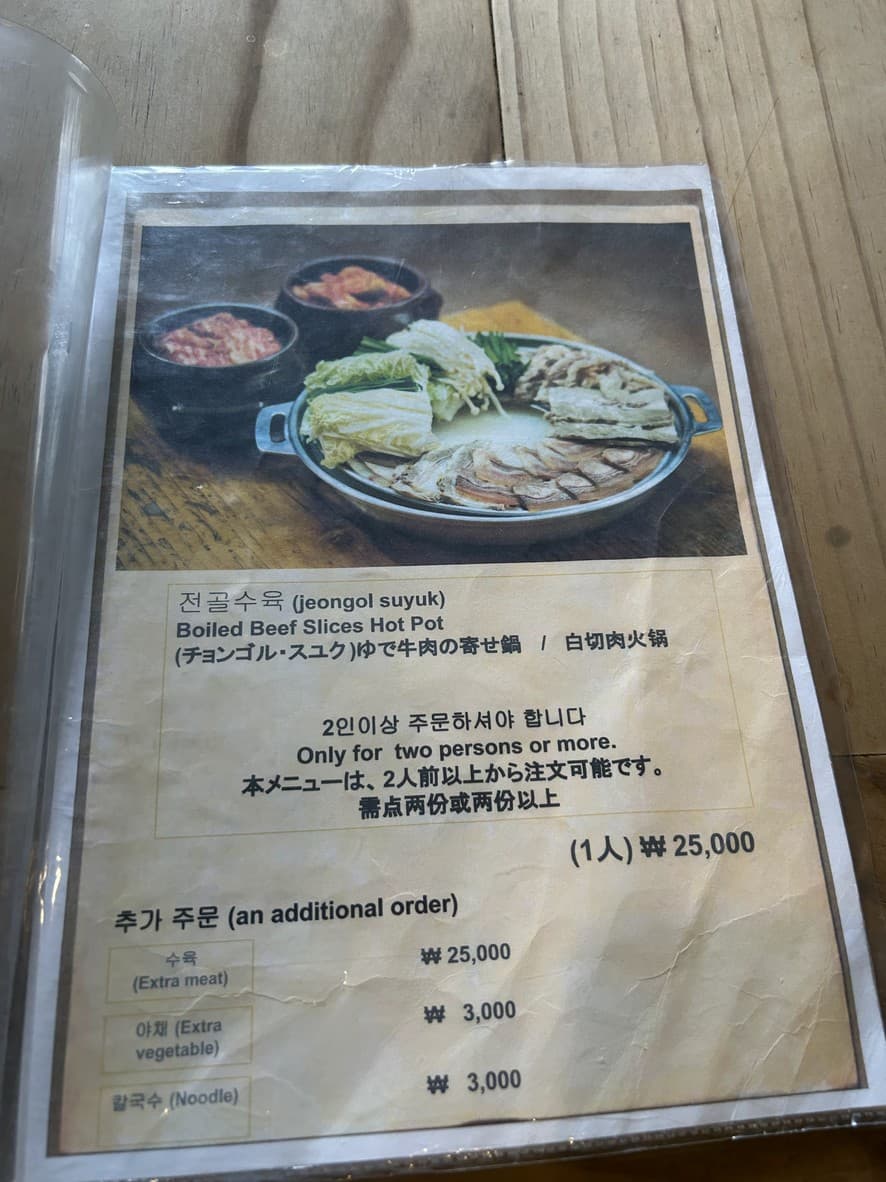 전골수육 (jeongol suyuk)
Boiled Beef Slices Hot Pot
(チョンゴル・スユク)ゆで牛肉の寄せ鍋 / 白切肉火锅
2인이상 주문하셔야 합니다
Only for two persons or more.
本メニューは、2人前以上から注文可能です。
需点两份或两份以上
(1人) ₩ 25,000
추가 주문 (an additional order)
수육 ₩ 25,000
(Extra meat)
야채 (Extra ₩ 3,000
vegetable)
칼국수 (Noodle) ₩ 3,000